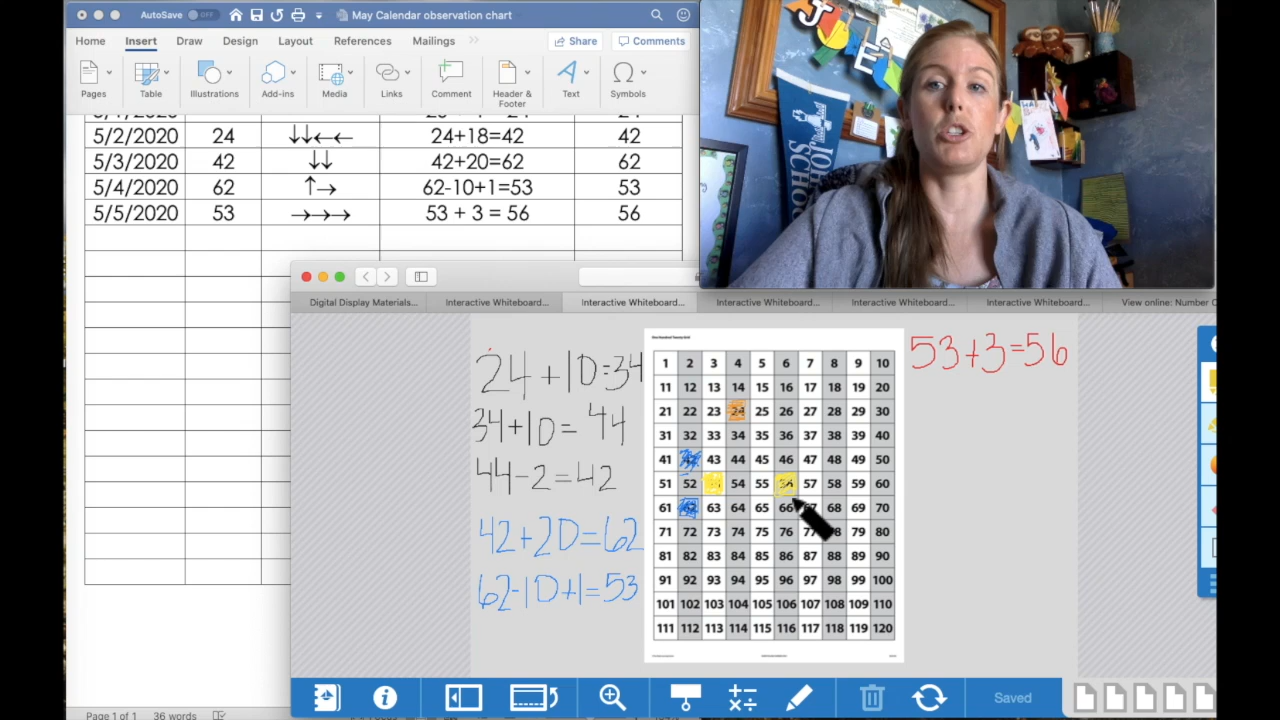 AutoSave OFF May Calendar observation chart
Home Insert Draw Design Layout References Mailings Share Comments
Pages Table Illustrations Add-ins Media Links Comment Header & Footer Text Symbols
5/2/2020 24 ↓↓←← 24+18=42 42
5/3/2020 42 ↓↓ 42+20=62 62
5/4/2020 62 ↑→ 62-10+1=53 53
5/5/2020 53 →→→ 53 + 3 = 56 56
JOH
SCHOO
Digital Display Materials... Interactive Whiteboard... Interactive Whiteboard... Interactive Whiteboard... Interactive Whiteboard... Interactive Whiteboard... View online: Number C
24+10=34
34+10=44
44-2=42
42+20=62
62-10+1=53
1 2 3 4 5 6 7 8 9 10
11 12 13 14 15 16 17 18 19 20
21 22 23 24 25 26 27 28 29 30
31 32 33 34 35 36 37 38 39 40
41 42 43 44 45 46 47 48 49 50
51 52 54 55 56 57 58 59 60
61 62 63 64 65 66 67 68 69 70
71 72 73 74 75 76 77 78 79 80
81 82 83 84 85 86 87 88 89 90
91 92 93 94 95 96 97 98 99 100
101 102 103 104 105 106 107 108 109 110
111 112 113 114 115 116 117 118 119 120
53+3=56
Saved
Page 1 of 1 36 words